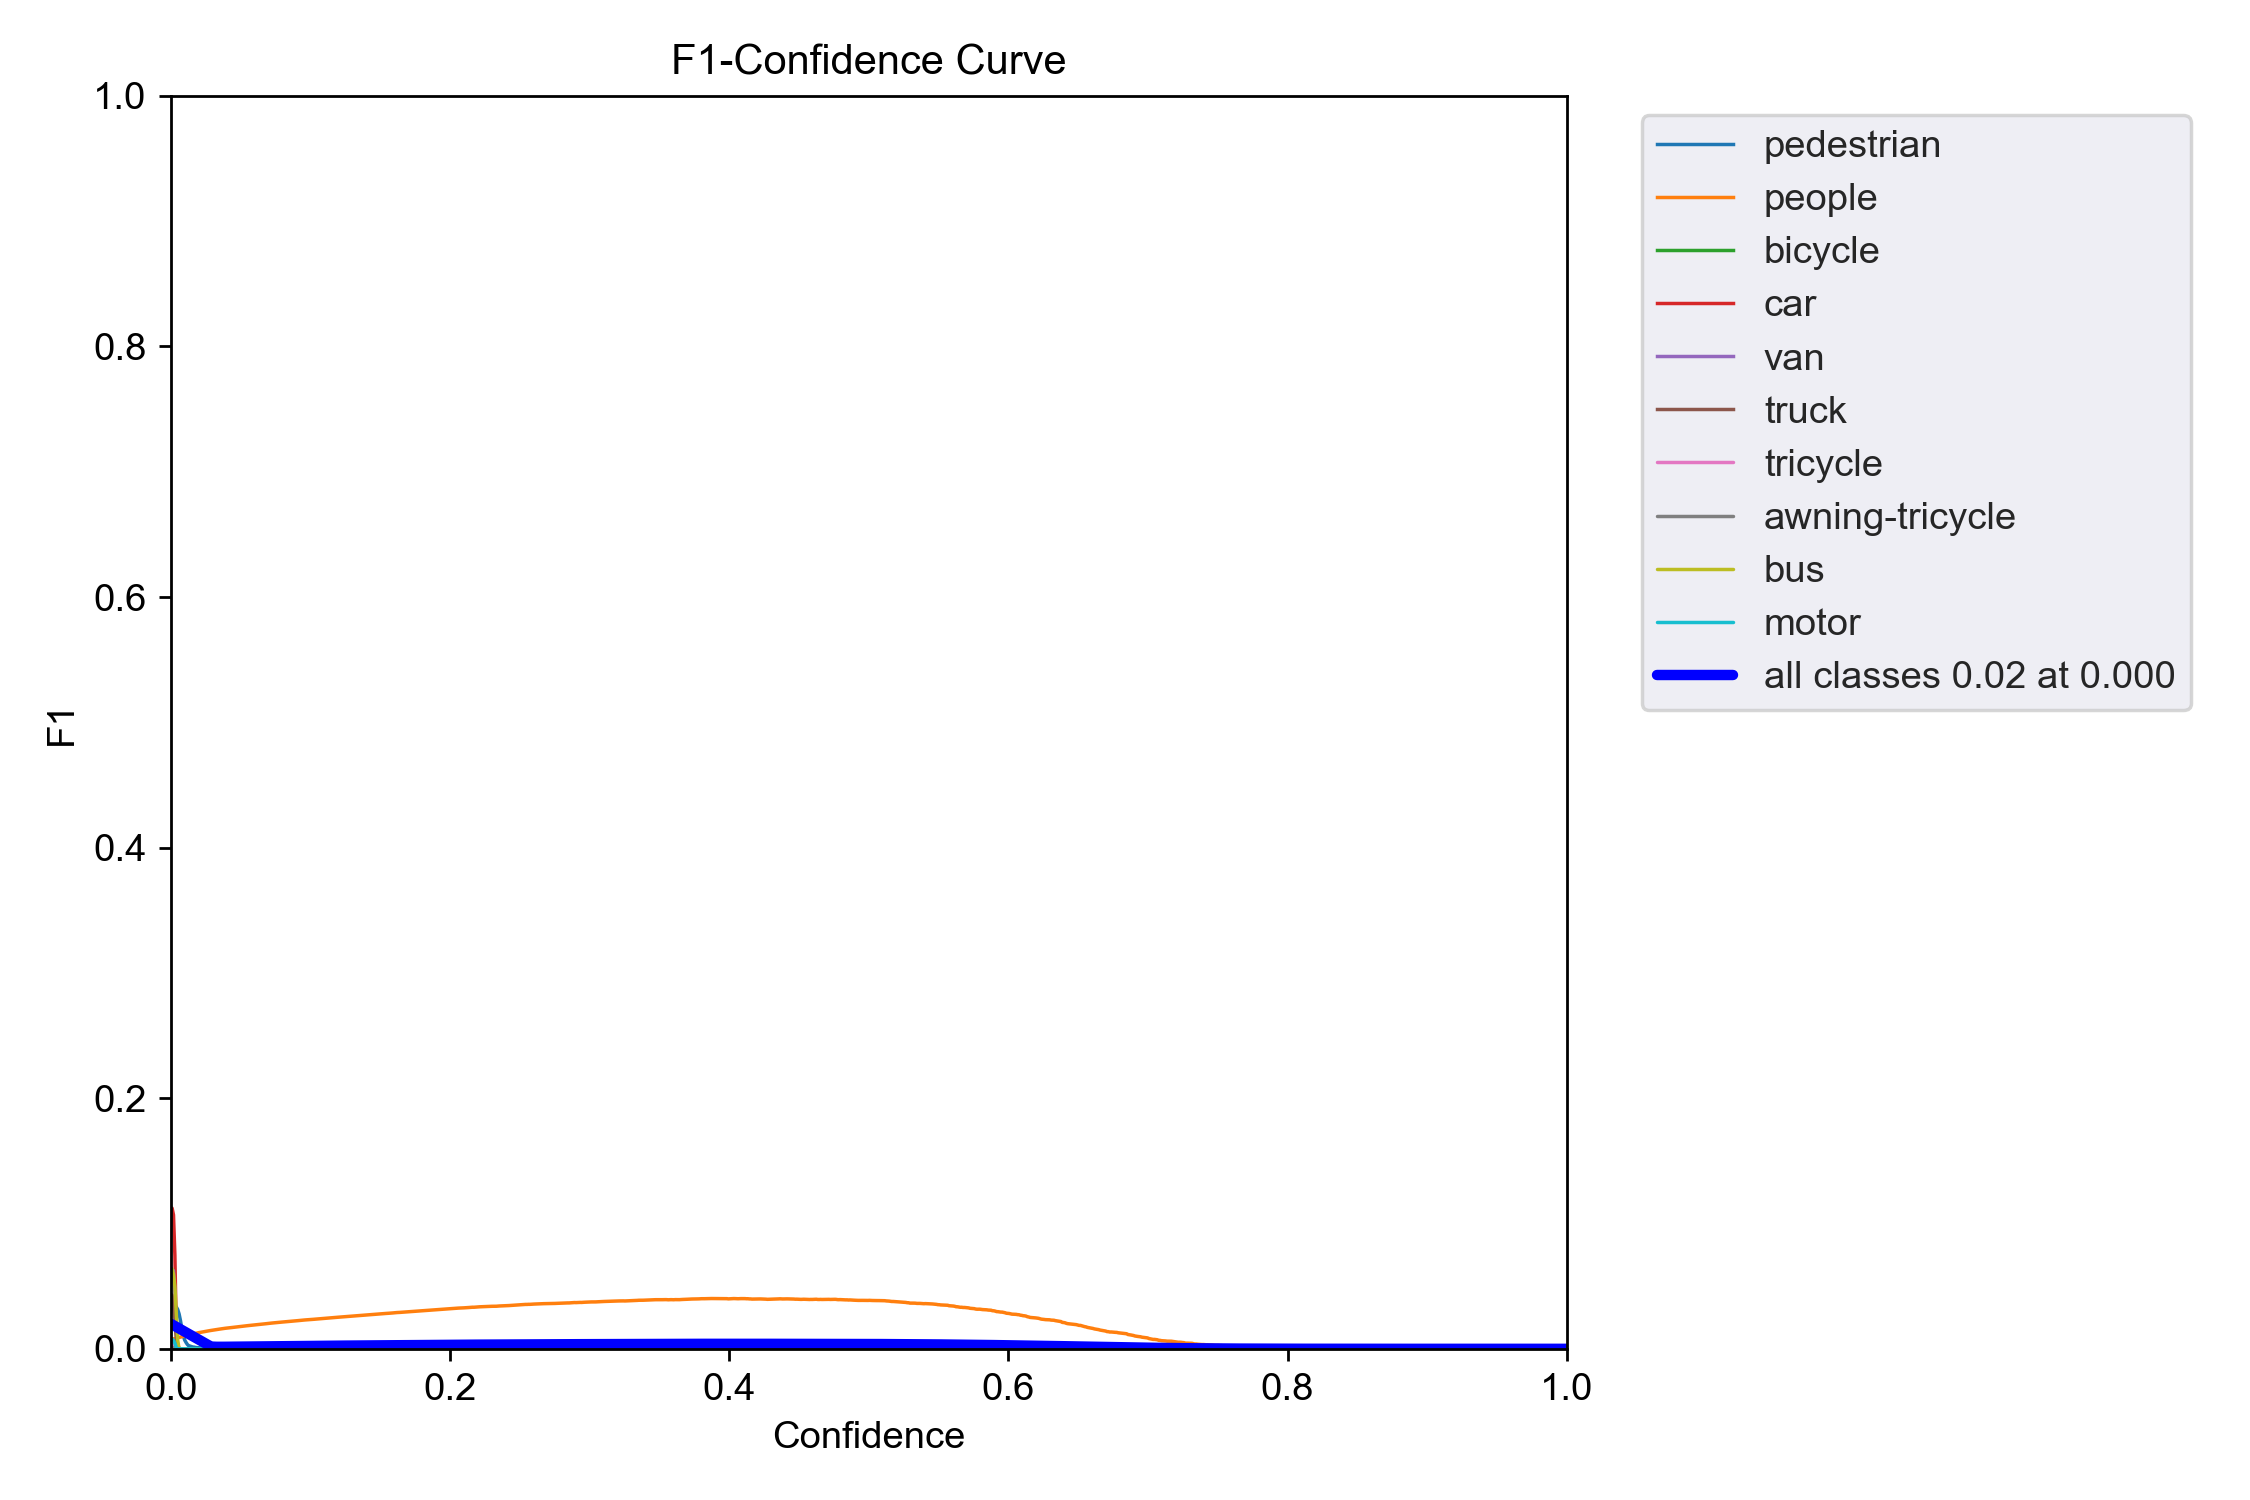 F1-Confidence Curve
1.0
0.8
0.6
0.4
0.2
0.0
F1
0.0 0.2 0.4 0.6 0.8 1.0
Confidence
pedestrian
people
bicycle
car
van
truck
tricycle
awning-tricycle
bus
motor
all classes 0.02 at 0.000